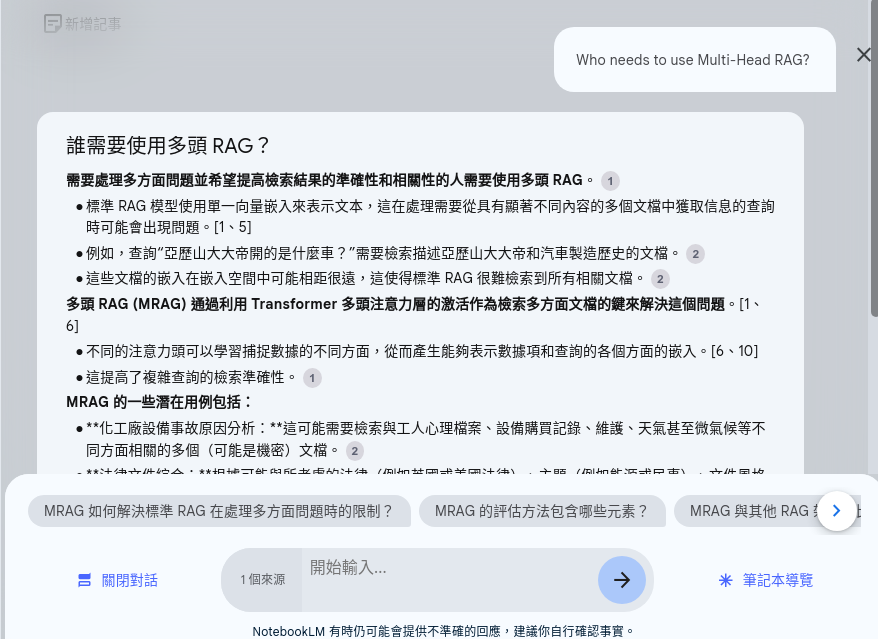 新增記事
Who needs to use Multi-Head RAG?
誰需要使用多頭 RAG？
需要處理多方面問題並希望提高檢索結果的準確性和相關性的人需要使用多頭 RAG。 1
● 標準 RAG 模型使用單一向量嵌入來表示文本，這在處理需要從具有顯著不同內容的多個文檔中獲取信息的查詢
時可能會出現問題。[1、5]
● 例如，查詢“亞歷山大大帝開的是什麼車？”需要檢索描述亞歷山大大帝和汽車製造歷史的文檔。 2
● 這些文檔的嵌入在嵌入空間中可能相距很遠，這使得標準 RAG 很難檢索到所有相關文檔。 2
多頭 RAG (MRAG) 通過利用 Transformer 多頭注意力層的激活作為檢索多方面文檔的鍵來解決這個問題。[1、
6]
● 不同的注意力頭可以學習捕捉數據的不同方面，從而產生能夠表示數據項和查詢的各個方面的嵌入。[6、10]
● 這提高了複雜查詢的檢索準確性。 1
MRAG 的一些潛在用例包括：
● **化工廠設備事故原因分析：**這可能需要檢索與工人心理檔案、設備購買記錄、維護、天氣甚至微氣候等不
同方面相關的多個（可能是機密）文檔。 2
MRAG 如何解決標準 RAG 在處理多方面問題時的限制？
MRAG 的評估方法包含哪些元素？
MRAG 與其他 RAG
關閉對話
1 個來源
開始輸入...
筆記本導覽
NotebookLM 有時仍可能會提供不準確的回應，建議你自行確認事實。